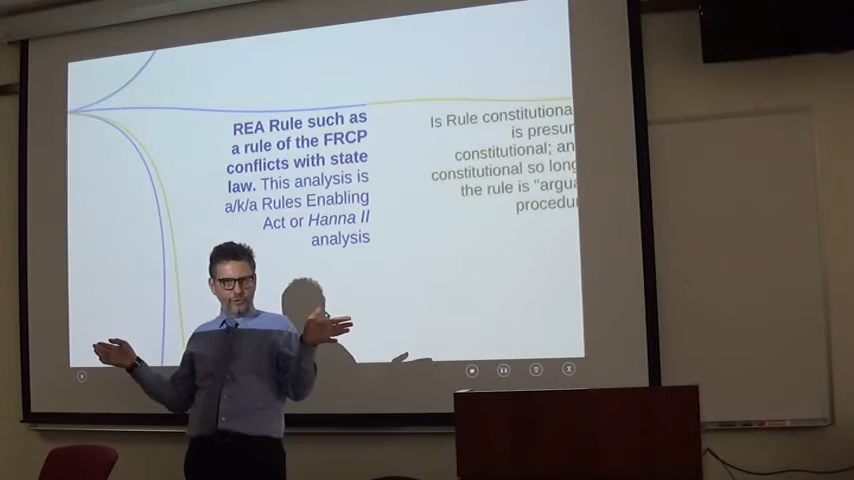 REA Rule such as
a rule of the FRCP
conflicts with state
law. This analysis is
a/k/a Rules Enabling
Act or Hanna II
analysis
Is Rule constitutiona
is presum
constitutional; an
constitutional so long
the rule is "argua
procedur